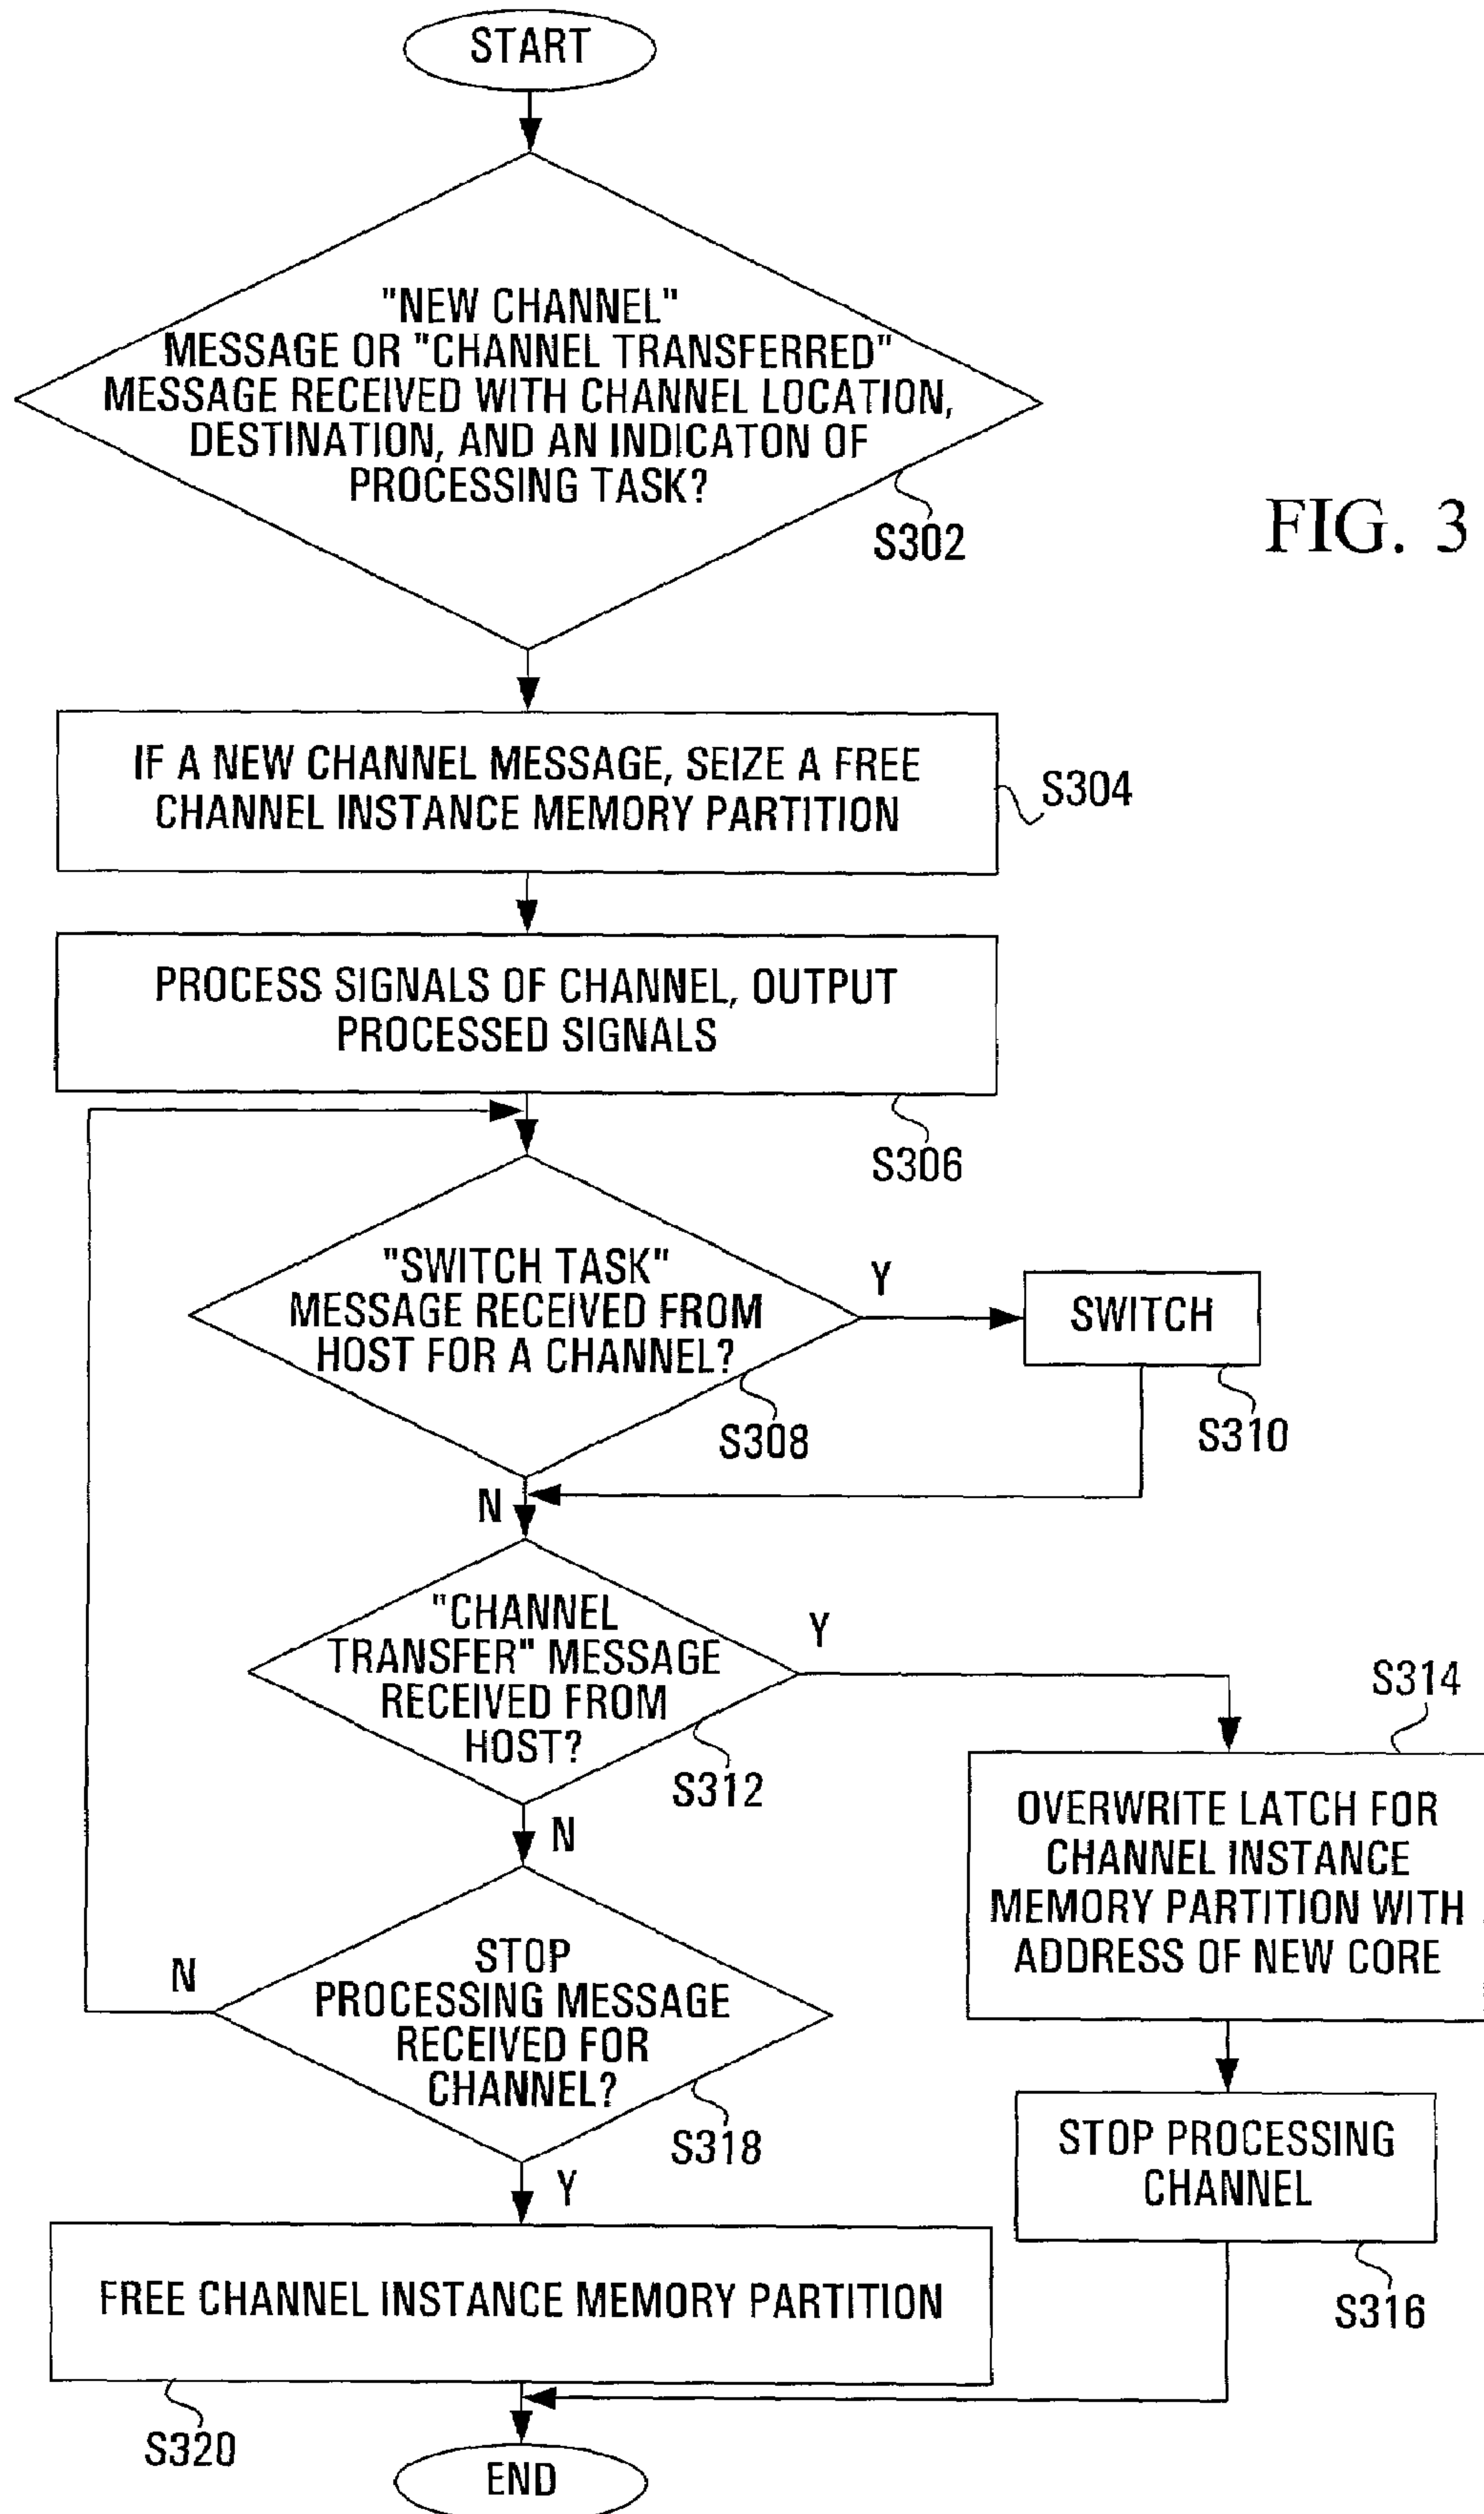 START
"NEW CHANNEL"
MESSAGE OR "CHANNEL TRANSFERRED"
MESSAGE RECEIVED WITH CHANNEL LOCATION,
DESTINATION, AND AN INDICATON OF
PROCESSING TASK?
S302
FIG. 3
IF A NEW CHANNEL MESSAGE, SEIZE A FREE
CHANNEL INSTANCE MEMORY PARTITION
S304
PROCESS SIGNALS OF CHANNEL, OUTPUT
PROCESSED SIGNALS
S306
"SWITCH TASK"
MESSAGE RECEIVED FROM
HOST FOR A CHANNEL?
S308
Y
SWITCH
S310
N
"CHANNEL
TRANSFER" MESSAGE
RECEIVED FROM
HOST?
S312
Y
S314
OVERWRITE LATCH FOR
CHANNEL INSTANCE
MEMORY PARTITION WITH
ADDRESS OF NEW CORE
N
STOP
PROCESSING MESSAGE
RECEIVED FOR
CHANNEL?
S318
N
Y
STOP PROCESSING
CHANNEL
S316
FREE CHANNEL INSTANCE MEMORY PARTITION
S320
END